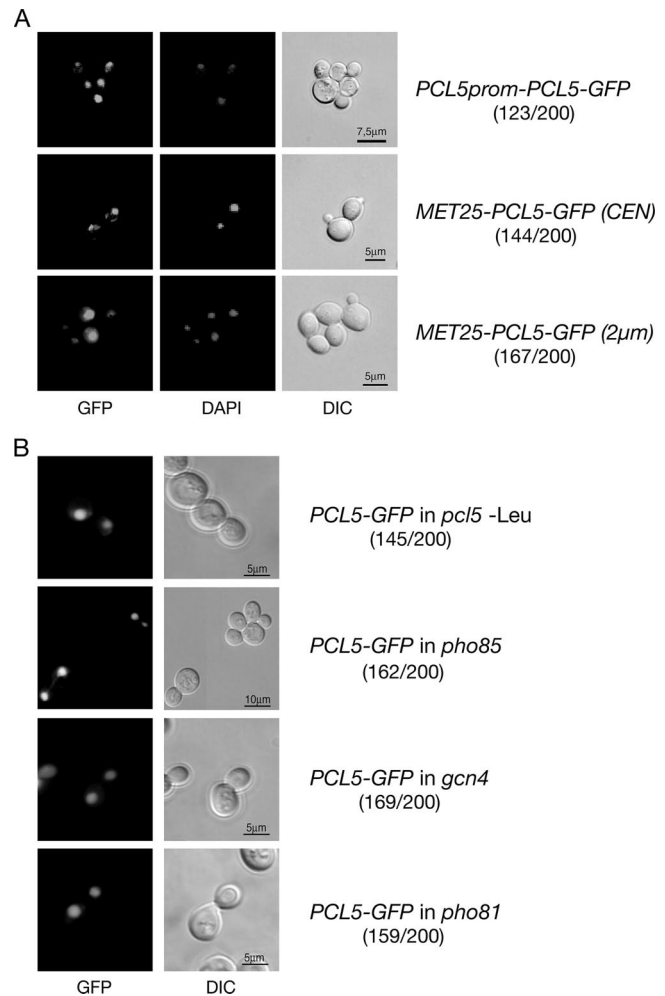 A
PCL5prom-PCL5-GFP
(123/200)
7,5µm
MET25-PCL5-GFP (CEN)
(144/200)
5µm
MET25-PCL5-GFP (2µm)
(167/200)
5µm
GFP DAPI DIC
B
PCL5-GFP in pcl5 -Leu
(145/200)
5µm
PCL5-GFP in pho85
(162/200)
10µm
PCL5-GFP in gcn4
(169/200)
5µm
PCL5-GFP in pho81
(159/200)
5µm
GFP DIC